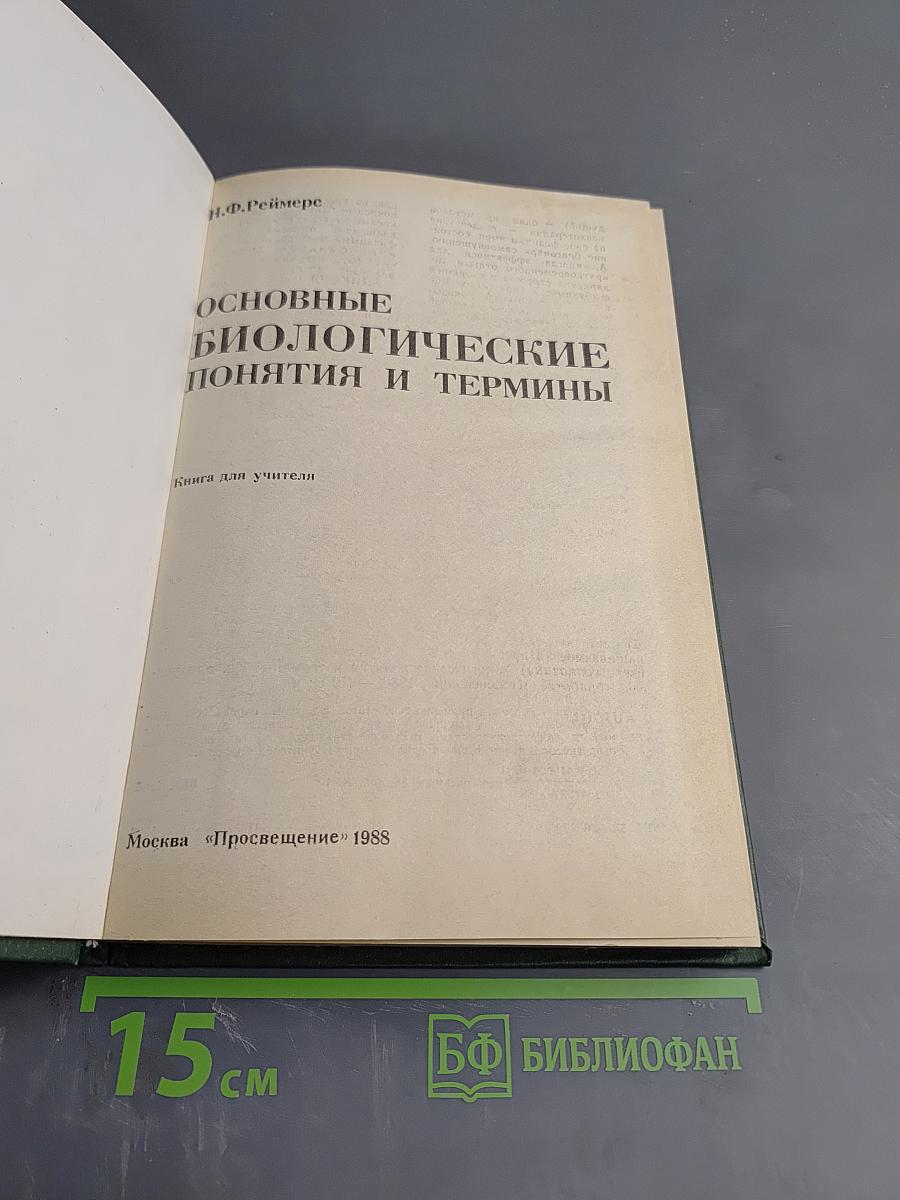 Н.Ф.Реймерс
ОСНОВНЫЕ
БИОЛОГИЧЕСКИЕ
ПОНЯТИЯ И ТЕРМИНЫ
Книга для учителя
Москва «Просвещение» 1988
15 см
БФ БИБЛИОФАН